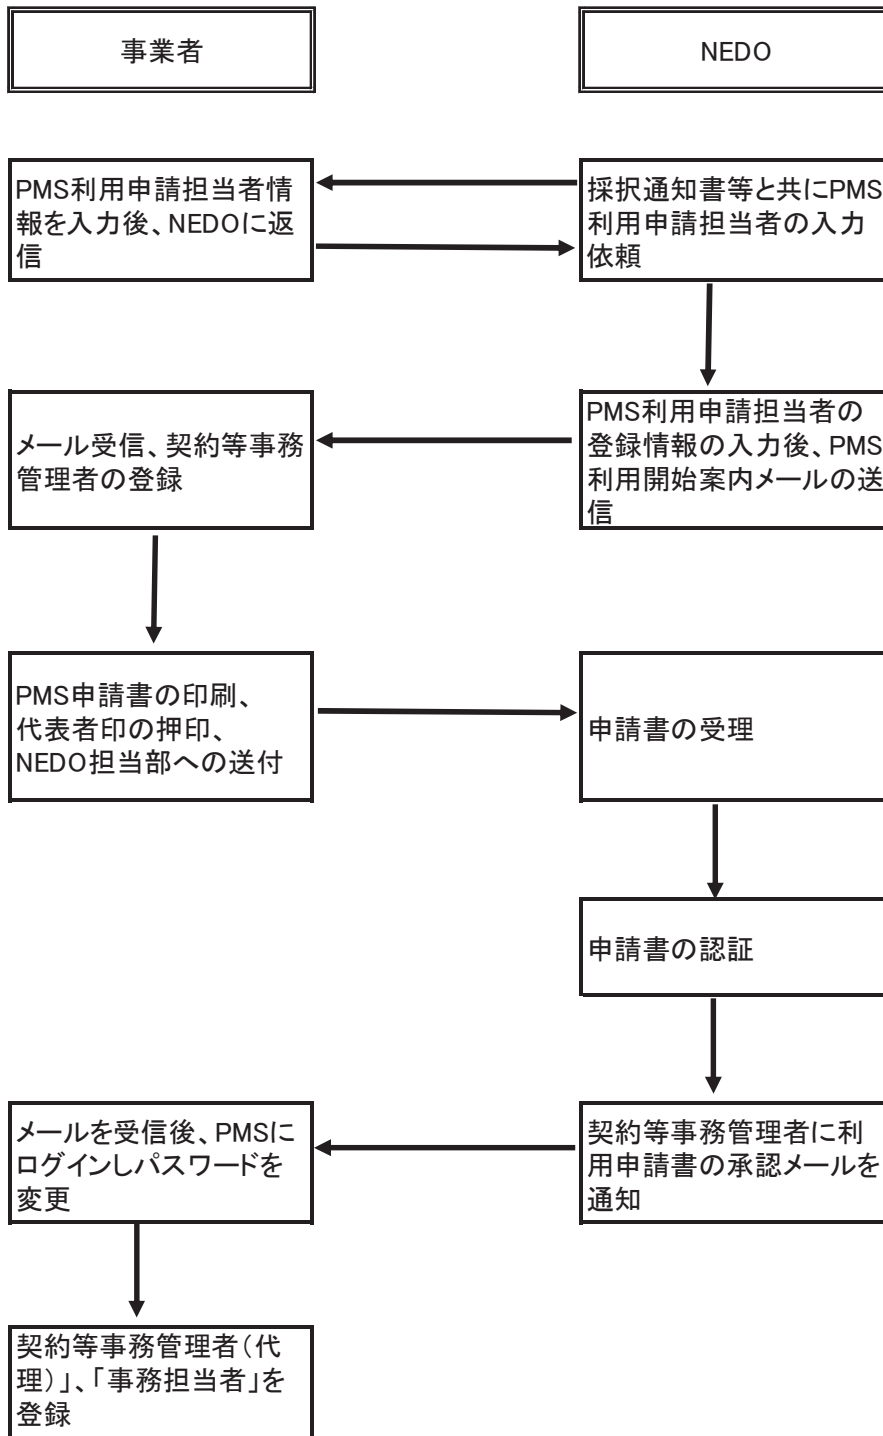 事業者
NEDO
PMS利用申請担当者情
報を入力後、NEDOに返
信
採択通知書等と共にPMS
利用申請担当者の入力
依頼
メール受信、契約等事務
管理者の登録
PMS利用申請担当者の
登録情報の入力後、PMS
利用開始案内メールの送
信
PMS申請書の印刷、
代表者印の押印、
NEDO担当部への送付
申請書の受理
申請書の認証
メールを受信後、PMSに
ログインしパスワードを
変更
契約等事務管理者に利
用申請書の承認メールを
通知
契約等事務管理者（代
理）」、「事務担当者」を
登録